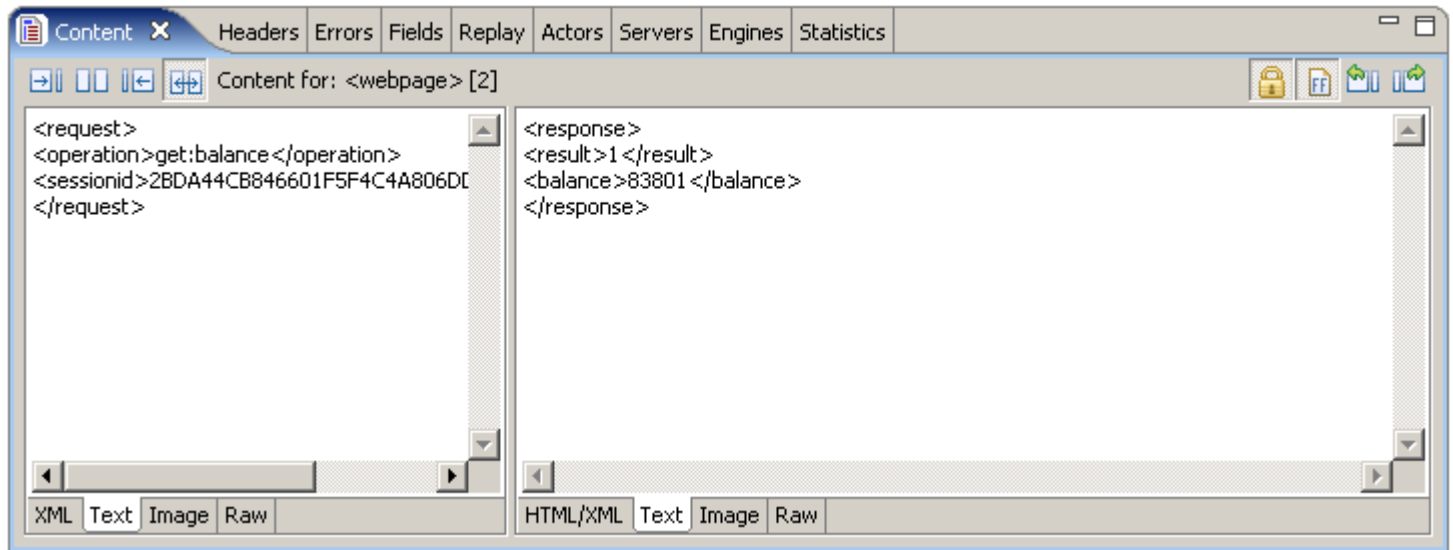 Content Headers Errors Fields Replay Actors Servers Engines Statistics
Content for: <webpage> [2]
FF
<request>
<operation>get:balance</operation>
<sessionid>2BDA44CB846601F5F4C4A806DD
</request>
XML Text Image Raw
<response>
<result>1</result>
<balance>83801</balance>
</response>
HTML/XML Text Image Raw